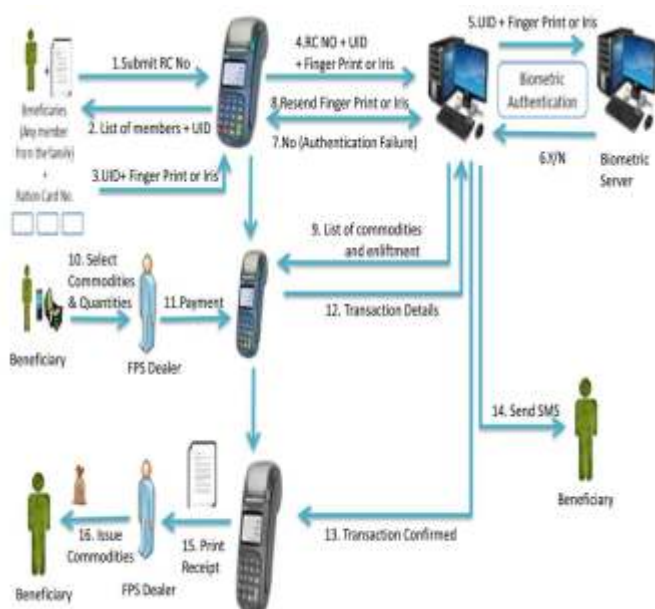 1.Submit RC No
4.RC NO + UID
+ Finger Print or Iris
5.UID + Finger Print or Iris
Biometric
Authentication
Beneficiaries
(Any member
from the family)
+
Ration Card No.
2. List of members + UID
8.Resend Finger Print or Iris
7.No (Authentication Failure)
6.Y/N
Biometric
Server
3.UID+ Finger Print or Iris
9. List of commodities
and enliftment
10. Select
Commodities
& Quantities
11.Payment
12. Transaction Details
Beneficiary
FPS Dealer
14. Send SMS
Beneficiary
13. Transaction Confirmed
15. Print
Receipt
16. Issue
Commodities
FPS Dealer
Beneficiary